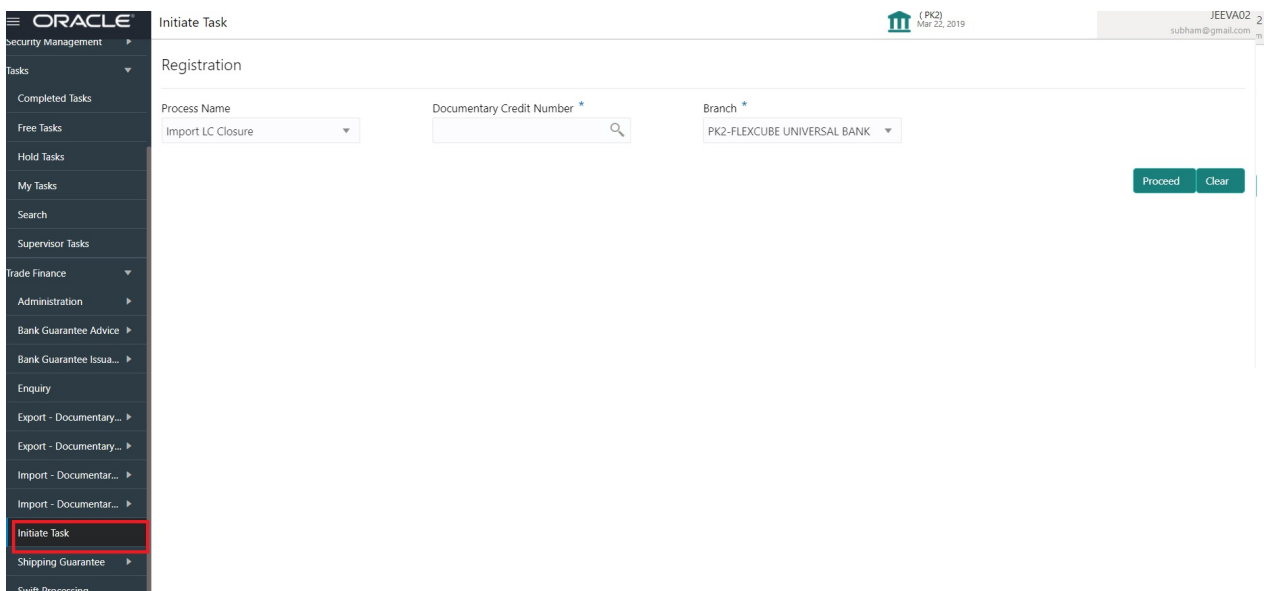 ORACLE
Initiate Task
( PK2)
Mar 22, 2019
JEEVA02
subham@gmail.com
2
m
Security Management
Tasks
Completed Tasks
Free Tasks
Hold Tasks
My Tasks
Search
Supervisor Tasks
Trade Finance
Administration
Bank Guarantee Advice
Bank Guarantee Issua...
Enquiry
Export - Documentary...
Export - Documentary...
Import - Documentar...
Import - Documentar...
Initiate Task
Shipping Guarantee
Swift Processing
Registration
Process Name
Documentary Credit Number *
Branch *
Import LC Closure
PK2-FLEXCUBE UNIVERSAL BANK
Proceed
Clear